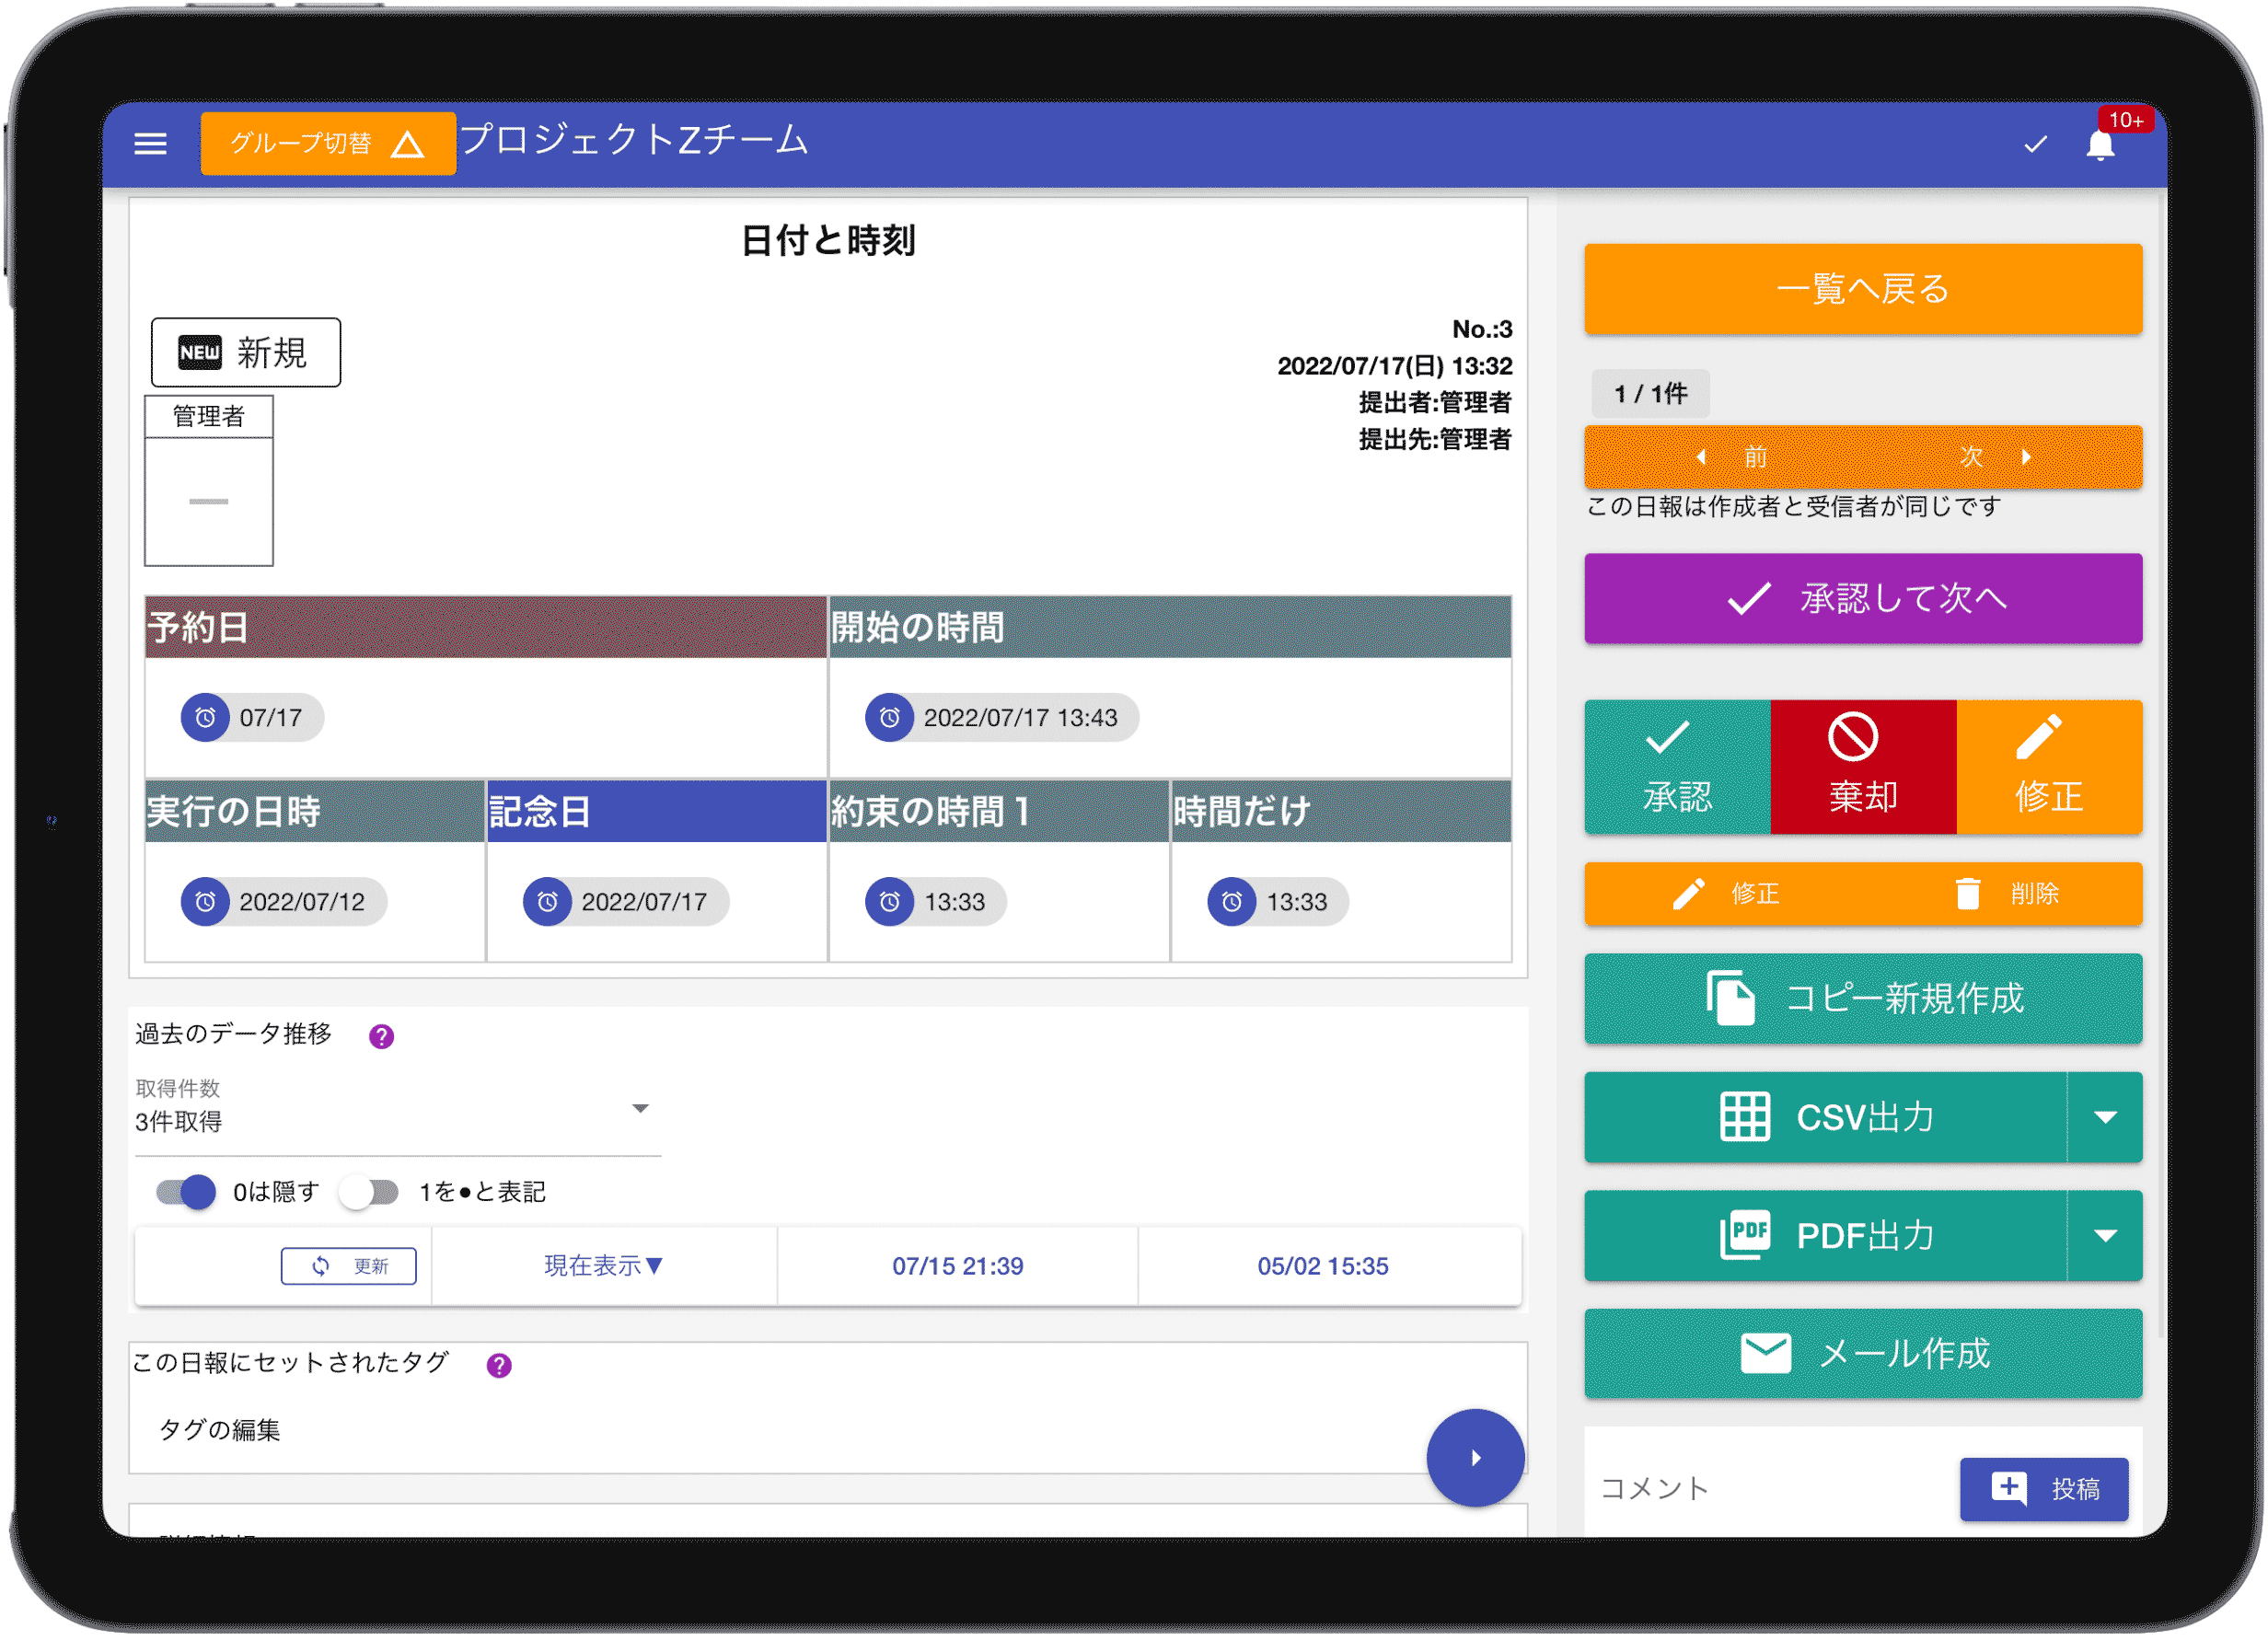 グループ切替
プロジェクトZチーム
10+
日付と時刻
NEW 新規
No.:3
2022/07/17(日) 13:32
提出者:管理者
提出先:管理者
管理者
予約日
開始の時間
07/17
2022/07/17 13:43
実行の日時
記念日
約束の時間1
時間だけ
2022/07/12
2022/07/17
13:33
13:33
過去のデータ推移
?
取得件数
3件取得
0は隠す
1を●と表記
更新
現在表示▼
07/15 21:39
05/02 15:35
この日報にセットされたタグ
?
タグの編集
一覧へ戻る
1 / 1件
前
次
この日報は作成者と受信者が同じです
承認して次へ
承認
棄却
修正
修正
削除
コピー新規作成
CSV出力
PDF PDF出力
メール作成
コメント
投稿